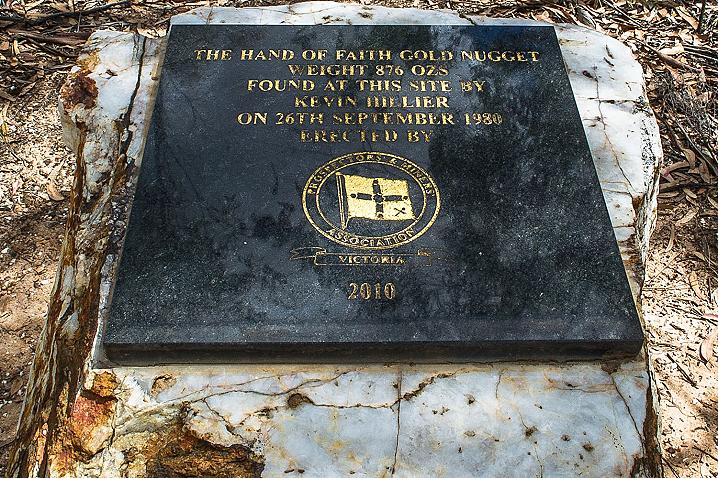 THE HAND OF FAITH GOLD NUGGET
WEIGHT 876 OZS
FOUND AT THIS SITE BY
KEVIN HILLIER
ON 26TH SEPTEMBER 1980
ERECTED BY
PROSPECTORS & MINERS
ASSOCIATION
VICTORIA
2010